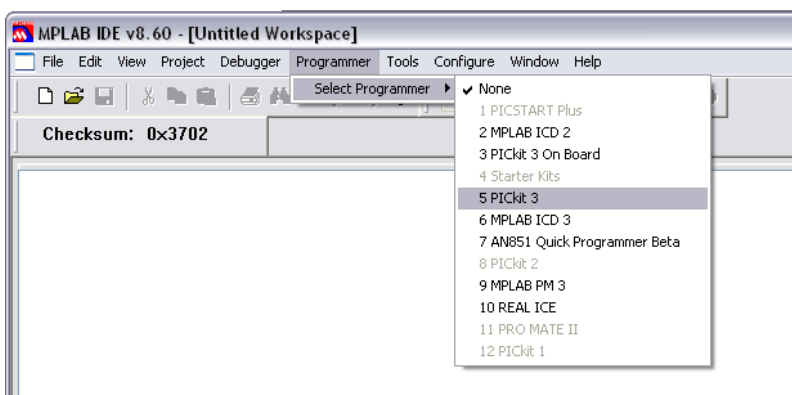 MPLAB IDE v8.60 - [Untitled Workspace]
File Edit View Project Debugger Programmer Tools Configure Window Help
Select Programmer
None
1 PICSTART Plus
2 MPLAB ICD 2
3 PICkit 3 On Board
4 Starter Kits
5 PICkit 3
6 MPLAB ICD 3
7 AN851 Quick Programmer Beta
8 PICkit 2
9 MPLAB PM 3
10 REAL ICE
11 PRO MATE II
12 PICkit 1
Checksum: 0x3702